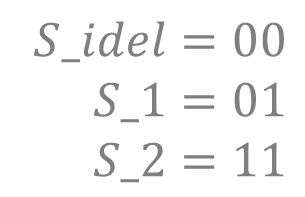 S_idel = 00
S_1 = 01
S_2 = 11